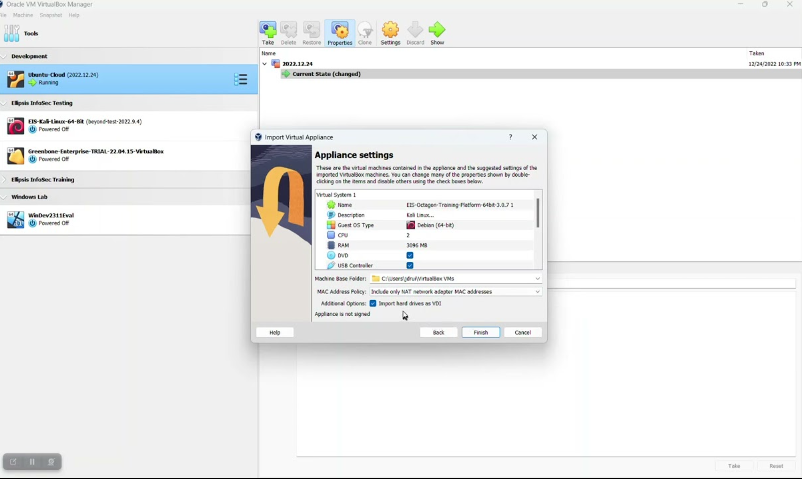 Oracle VM VirtualBox Manager
File Machine Snapshot Help
Tools
Take Delete Restore Properties Clone Settings Discard Show
Name Taken
2022.12.24 12/24/2022 10:33 PM
Current State (changed)
Development
Ubuntu-Cloud (2022.12.24)
Running
Ellipsis InfoSec Testing
EIS-Kali-Linux-64-Bit (beyond-test-2022.9.4)
Powered Off
Greenbone-Enterprise-TRIAL-22.04.15-VirtualBox
Powered Off
Ellipsis InfoSec Training
Windows Lab
WinDev2311Eval
Powered Off
Import Virtual Appliance
Appliance settings
These are the virtual machines contained in the appliance and the suggested settings of the
imported VirtualBox machines. You can change many of the properties shown by double-
clicking on the items and disable others using the check boxes below.
Virtual System 1
Name EIS-Octagon-Training-Platform-64bit-3.8.7 1
Description Kali Linux...
Guest OS Type Debian (64-bit)
CPU 2
RAM 3096 MB
DVD
USB Controller
Machine Base Folder: C:\Users\jdrui\VirtualBox VMs
MAC Address Policy: Include only NAT network adapter MAC addresses
Additional Options: Import hard drives as VDI
Appliance is not signed
Help Back Finish Cancel
Take Reset